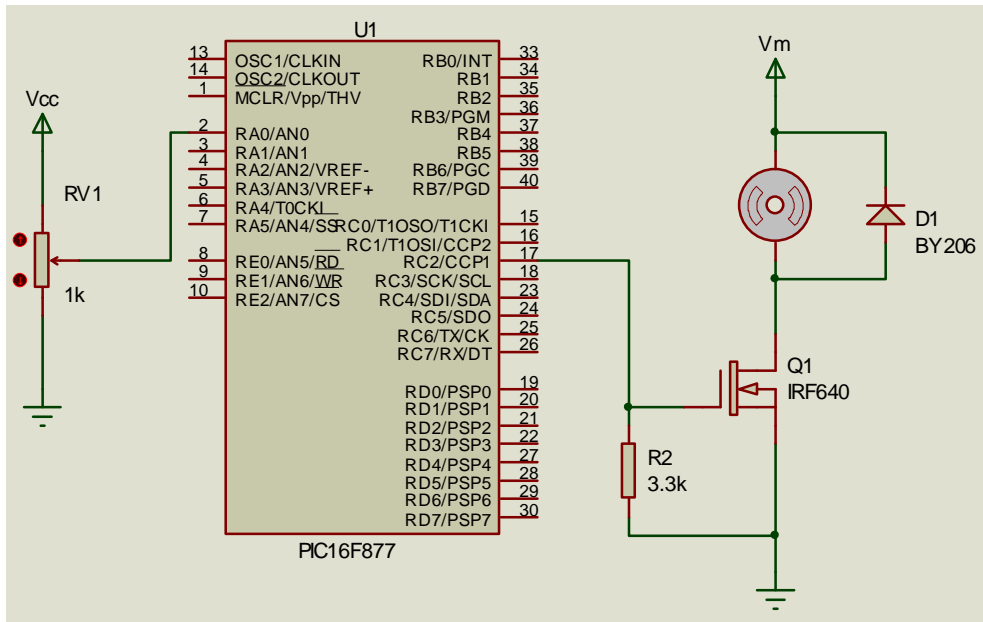 U1
13 OSC1/CLKIN RB0/INT 33
14 OSC2/CLKOUT RB1 34
1 MCLR/Vpp/THV RB2 35
RB3/PGM 36
2 RA0/AN0 RB4 37
3 RA1/AN1 RB5 38
4 RA2/AN2/VREF- RB6/PGC 39
5 RA3/AN3/VREF+ RB7/PGD 40
6 RA4/T0CKI
7 RA5/AN4/SS RC0/T1OSO/T1CKI 15
RC1/T1OSI/CCP2 16
8 RE0/AN5/RD RC2/CCP1 17
9 RE1/AN6/WR RC3/SCK/SCL 18
10 RE2/AN7/CS RC4/SDI/SDA 23
RC5/SDO 24
RC6/TX/CK 25
RC7/RX/DT 26
RD0/PSP0 19
RD1/PSP1 20
RD2/PSP2 21
RD3/PSP3 22
RD4/PSP4 27
RD5/PSP5 28
RD6/PSP6 29
RD7/PSP7 30
PIC16F877
Vcc
RV1
1k
Vm
D1
BY206
Q1
IRF640
R2
3.3k